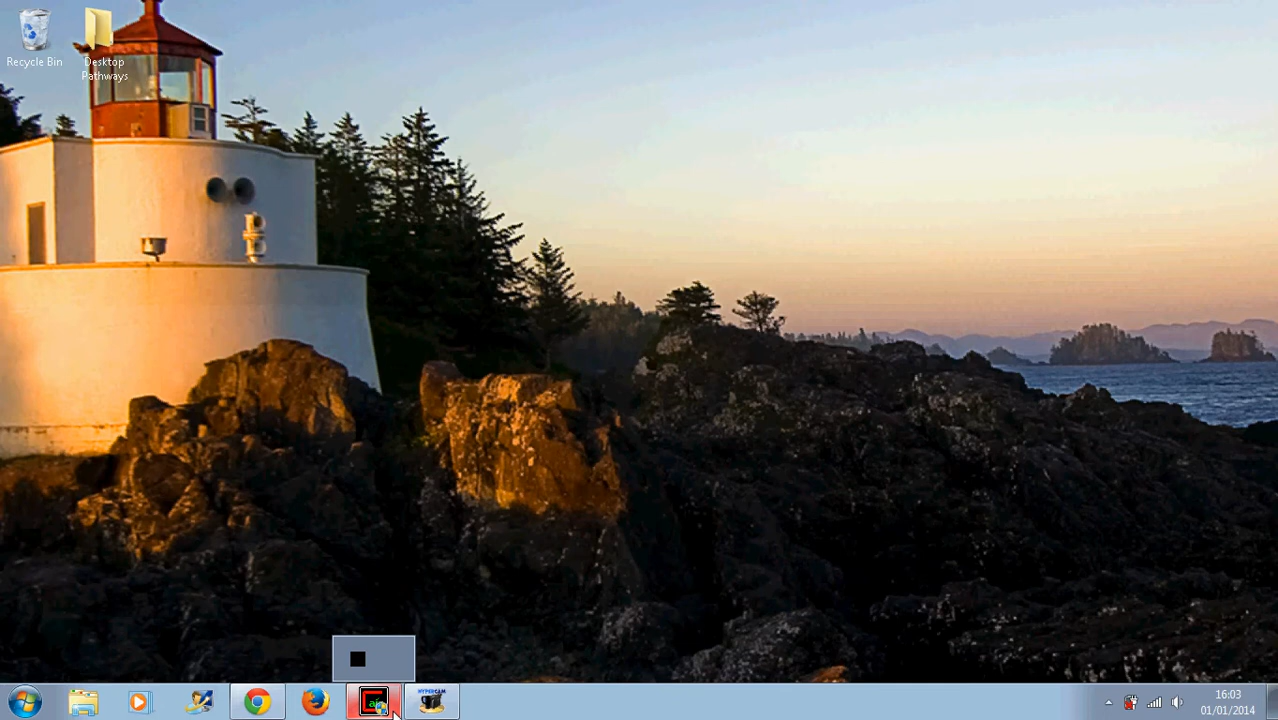 Recycle Bin
Desktop
Pathways
HYPERCAM
16:03
01/01/2014